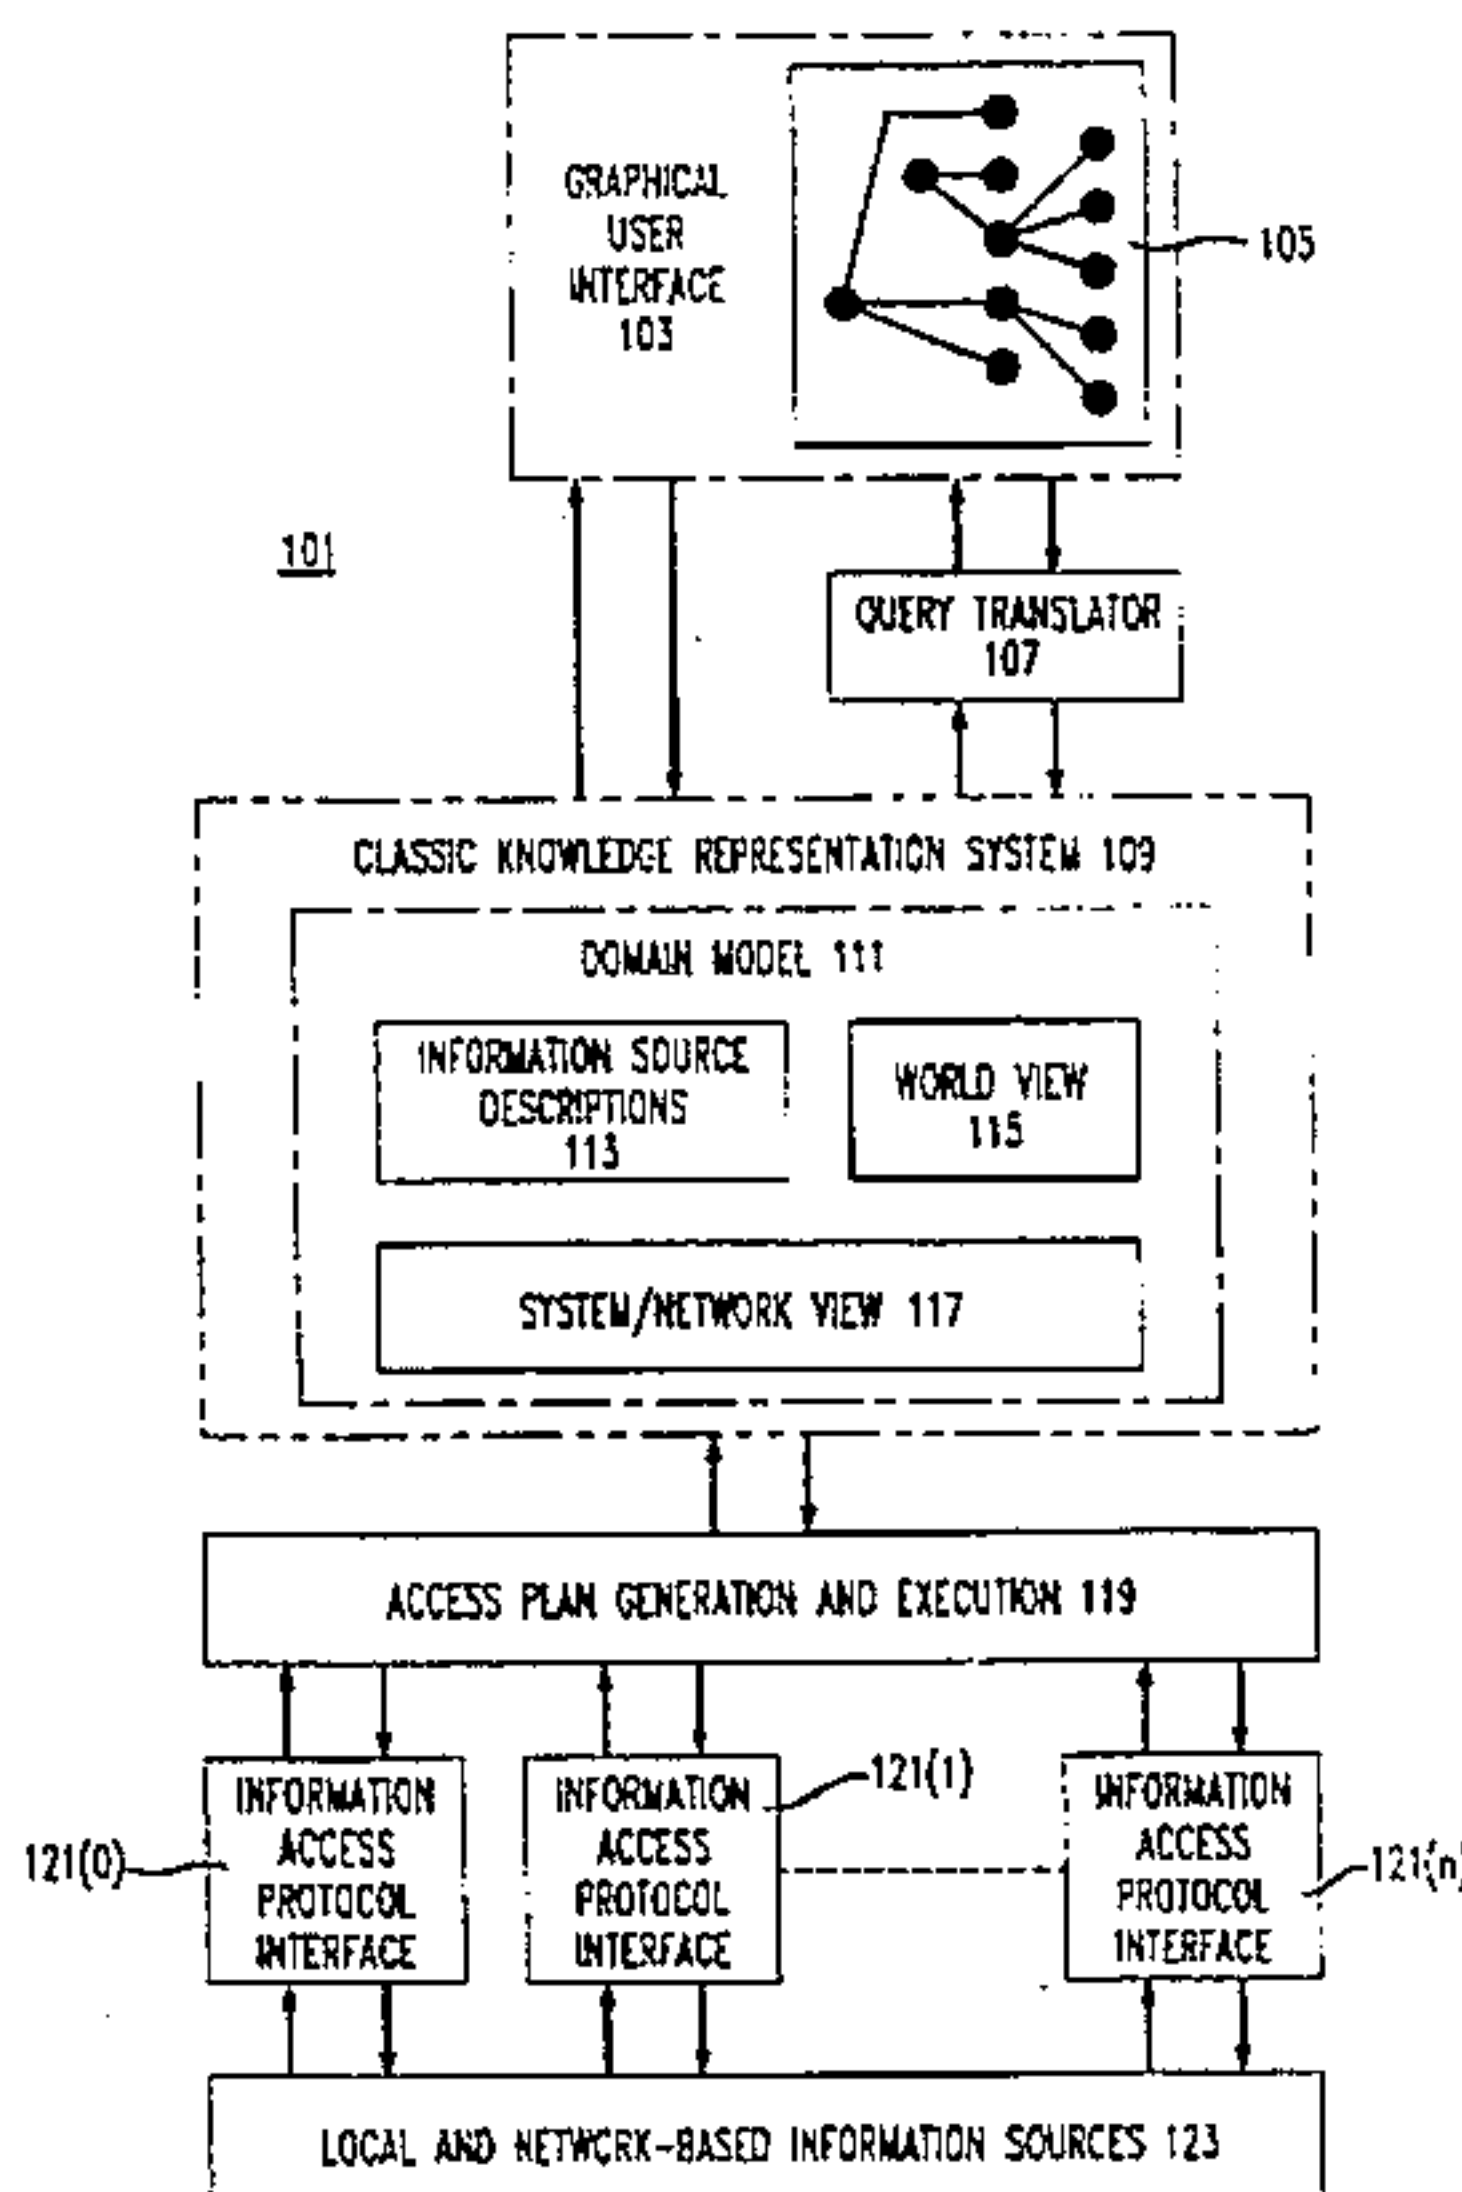 GRAPHICAL
USER
INTERFACE
103
105
101
QUERY TRANSLATOR
107
CLASSIC KNOWLEDGE REPRESENTATION SYSTEM 109
DOMAIN MODEL 111
INFORMATION SOURCE
DESCRIPTIONS
113
WORLD VIEW
115
SYSTEM/NETWORK VIEW 117
ACCESS PLAN GENERATION AND EXECUTION 119
121(0)
INFORMATION
ACCESS
PROTOCOL
INTERFACE
121(1)
INFORMATION
ACCESS
PROTOCOL
INTERFACE
121(n)
INFORMATION
ACCESS
PROTOCOL
INTERFACE
LOCAL AND NETWORK-BASED INFORMATION SOURCES 123